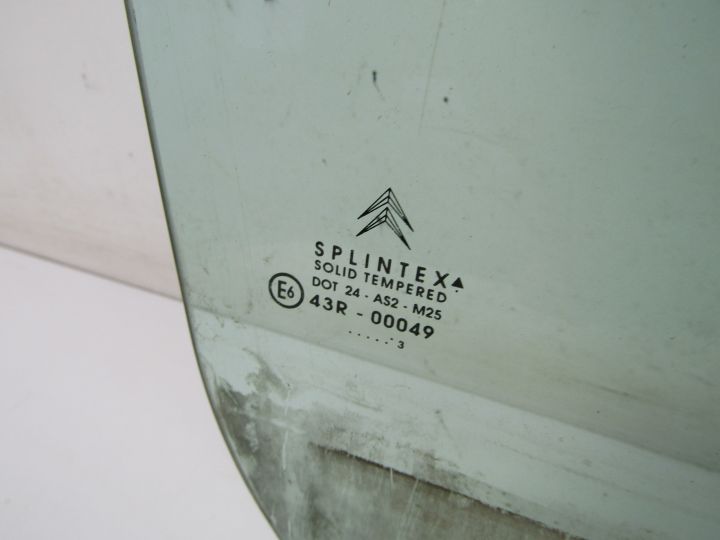 SPLINTEX
SOLID TEMPERED
DOT 24 - AS2 - M25
E6 43R - 00049
...... 3